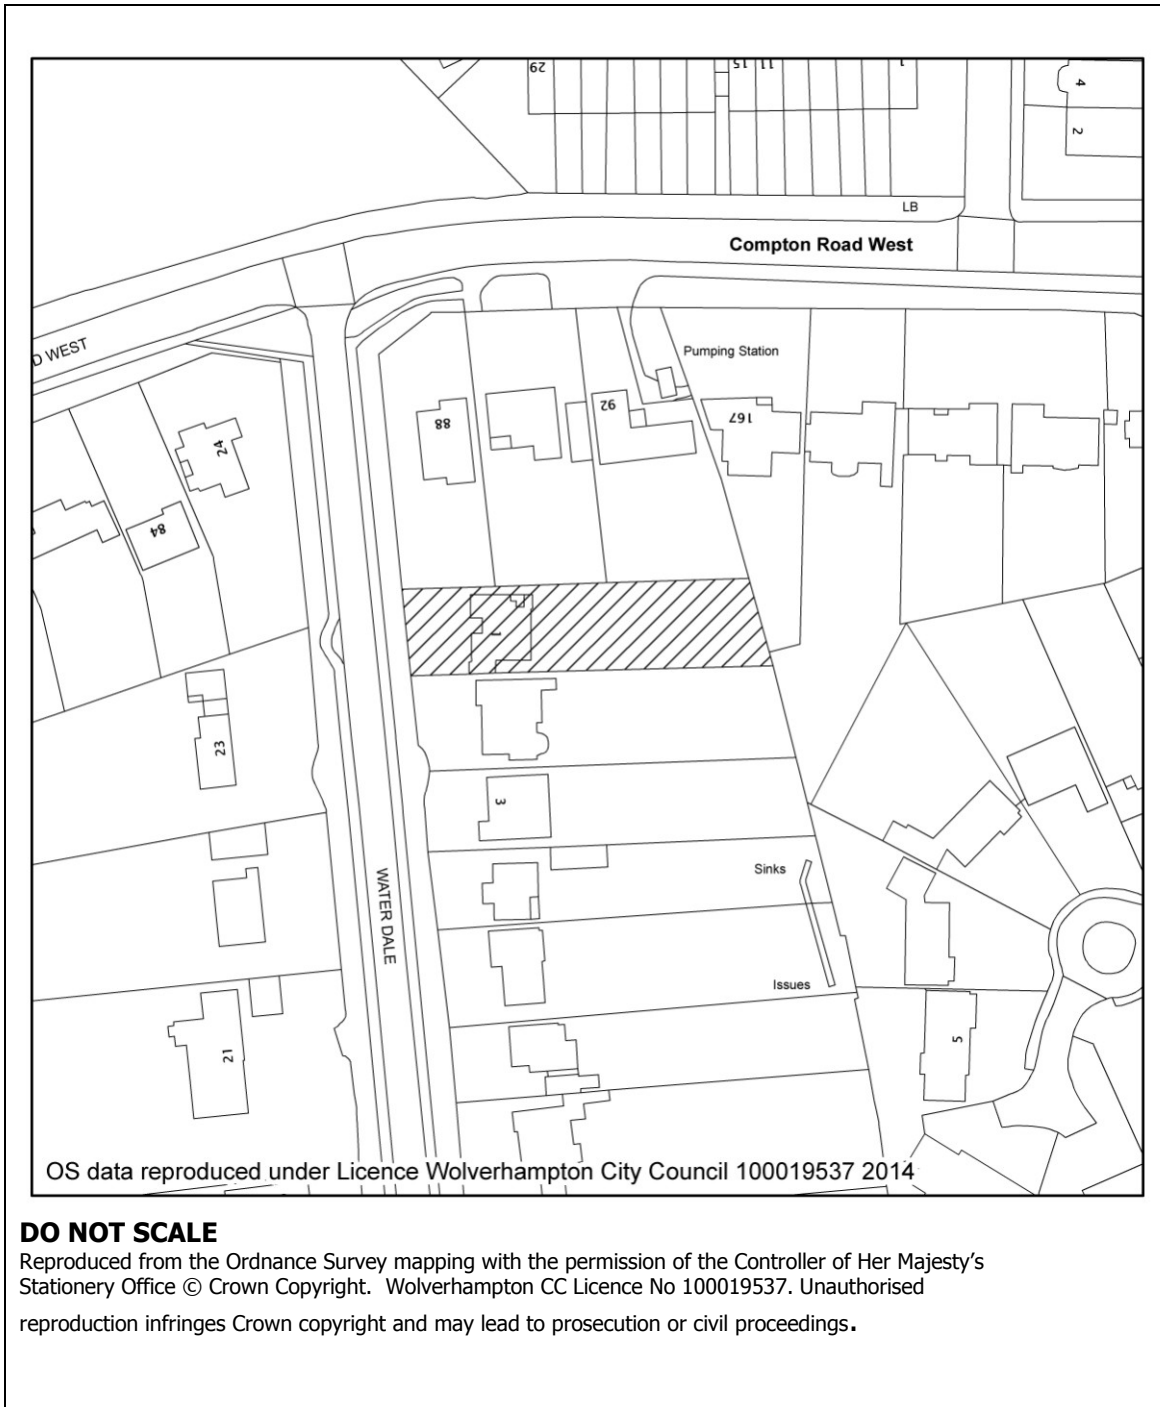 29
15
11
1
4
2
LB
Compton Road West
D WEST
Pumping Station
92
88
167
24
84
1
23
3
Sinks
WATER DALE
Issues
21
5
OS data reproduced under Licence Wolverhampton City Council 100019537 2014
DO NOT SCALE
Reproduced from the Ordnance Survey mapping with the permission of the Controller of Her Majesty’s
Stationery Office © Crown Copyright.  Wolverhampton CC Licence No 100019537. Unauthorised
reproduction infringes Crown copyright and may lead to prosecution or civil proceedings.